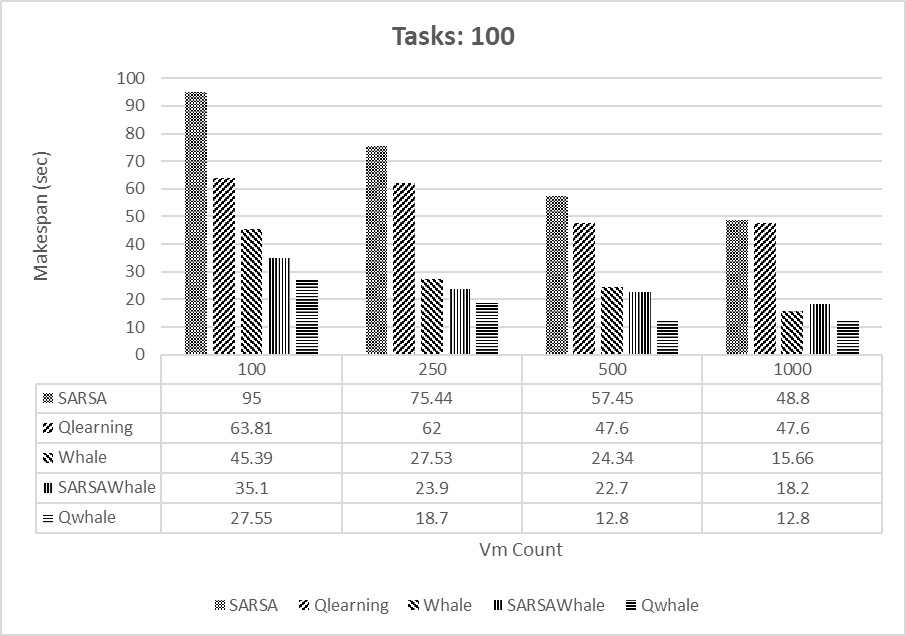 Tasks: 100
Makespan (sec)
100
90
80
70
60
50
40
30
20
10
0
100 250 500 1000
SARSA 95 75.44 57.45 48.8
Qlearning 63.81 62 47.6 47.6
Whale 45.39 27.53 24.34 15.66
SARSAWhale 35.1 23.9 22.7 18.2
Qwhale 27.55 18.7 12.8 12.8
Vm Count
SARSA Qlearning Whale SARSAWhale Qwhale